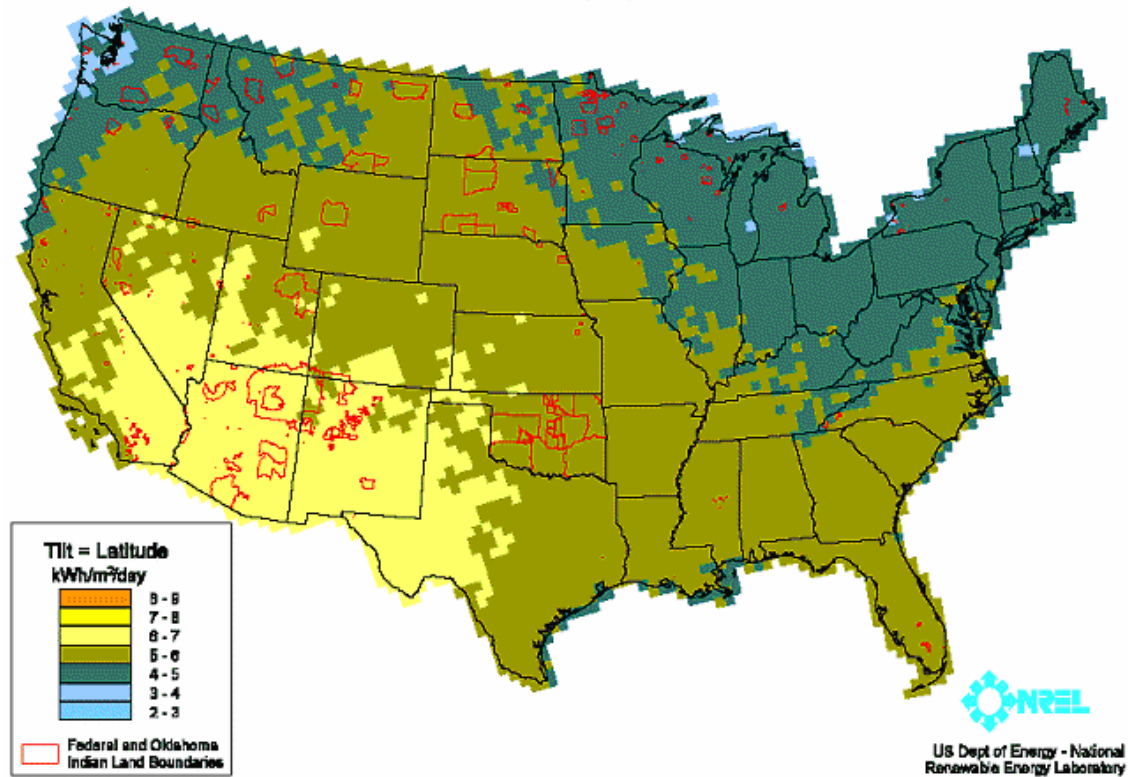 Tilt = Latitude
kWh/m²/day
8 - 9
7 - 8
6 - 7
5 - 6
4 - 5
3 - 4
2 - 3
Federal and Oklahoma
Indian Land Boundaries
NREL
US Dept of Energy - National
Renewable Energy Laboratory